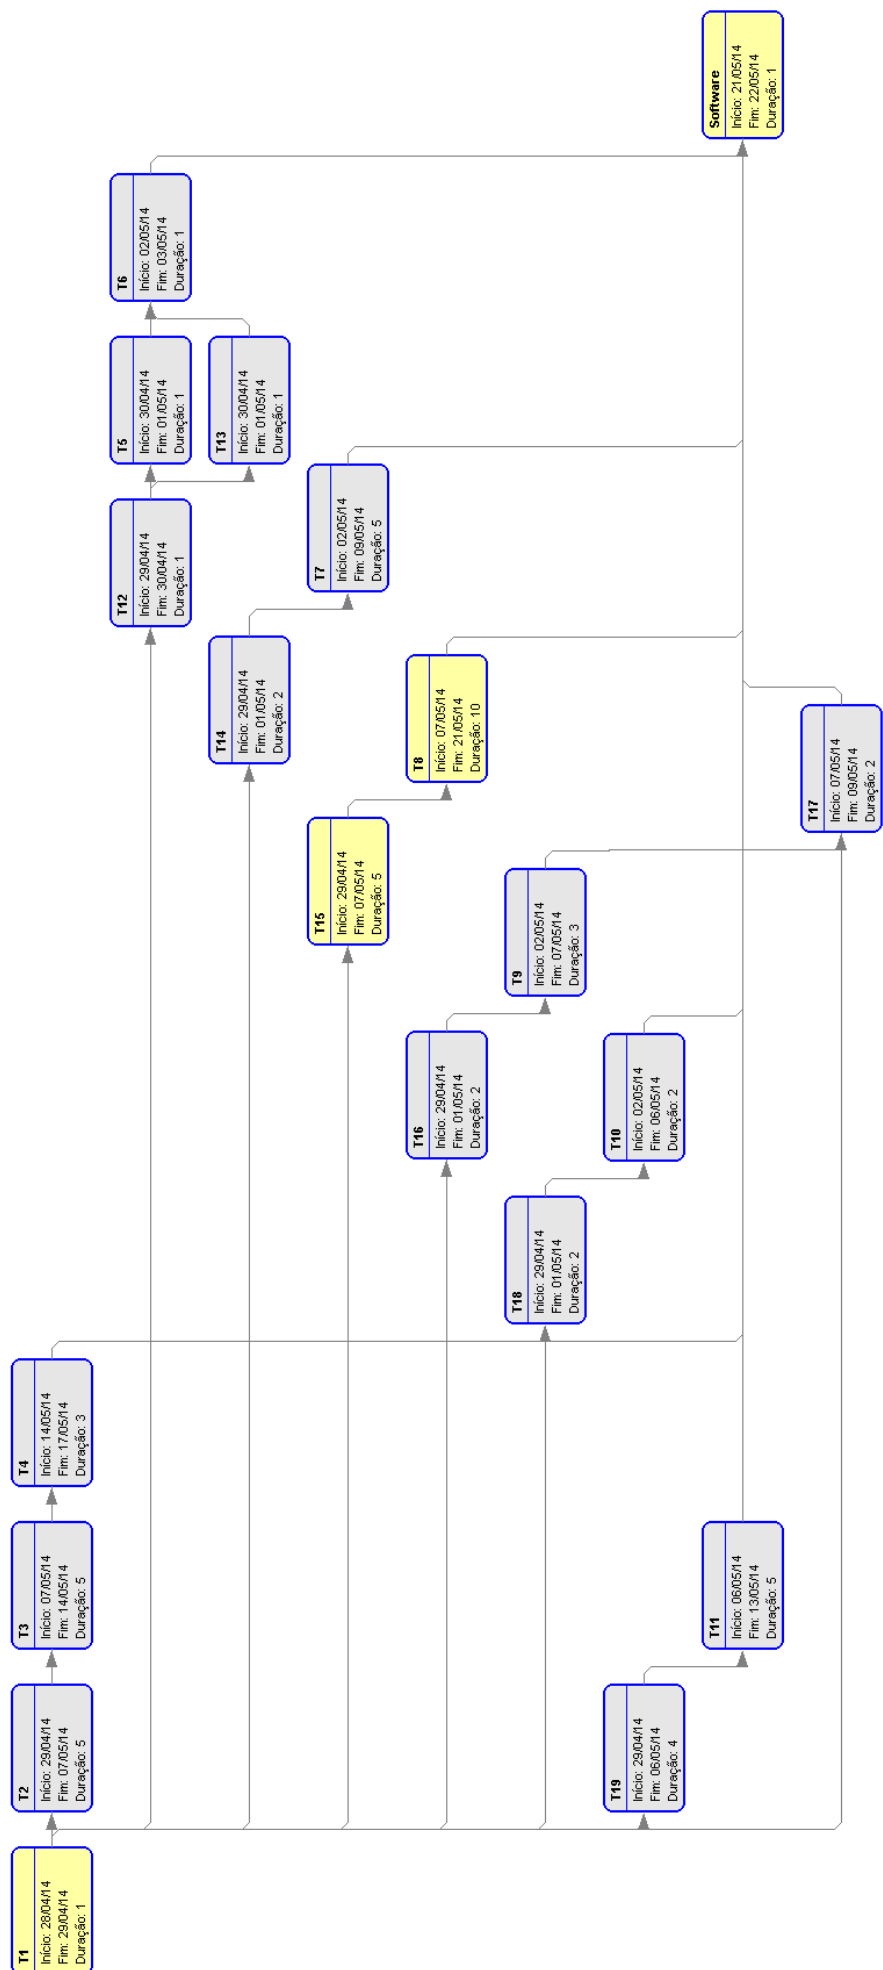 T1
Início: 28/04/14
Fim: 29/04/14
Duração: 1
T2
Início: 29/04/14
Fim: 07/05/14
Duração: 5
T3
Início: 07/05/14
Fim: 14/05/14
Duração: 5
T4
Início: 14/05/14
Fim: 17/05/14
Duração: 3
T12
Início: 29/04/14
Fim: 30/04/14
Duração: 1
T5
Início: 30/04/14
Fim: 01/05/14
Duração: 1
T6
Início: 02/05/14
Fim: 03/05/14
Duração: 1
T14
Início: 29/04/14
Fim: 01/05/14
Duração: 2
T13
Início: 30/04/14
Fim: 01/05/14
Duração: 1
T15
Início: 29/04/14
Fim: 07/05/14
Duração: 5
T7
Início: 02/05/14
Fim: 09/05/14
Duração: 5
T16
Início: 29/04/14
Fim: 01/05/14
Duração: 2
T8
Início: 07/05/14
Fim: 21/05/14
Duração: 10
T18
Início: 29/04/14
Fim: 01/05/14
Duração: 2
T9
Início: 02/05/14
Fim: 07/05/14
Duração: 3
T19
Início: 29/04/14
Fim: 06/05/14
Duração: 4
T10
Início: 02/05/14
Fim: 06/05/14
Duração: 2
T11
Início: 06/05/14
Fim: 13/05/14
Duração: 5
Software
Início: 21/05/14
Fim: 22/05/14
Duração: 1
T17
Início: 07/05/14
Fim: 09/05/14
Duração: 2